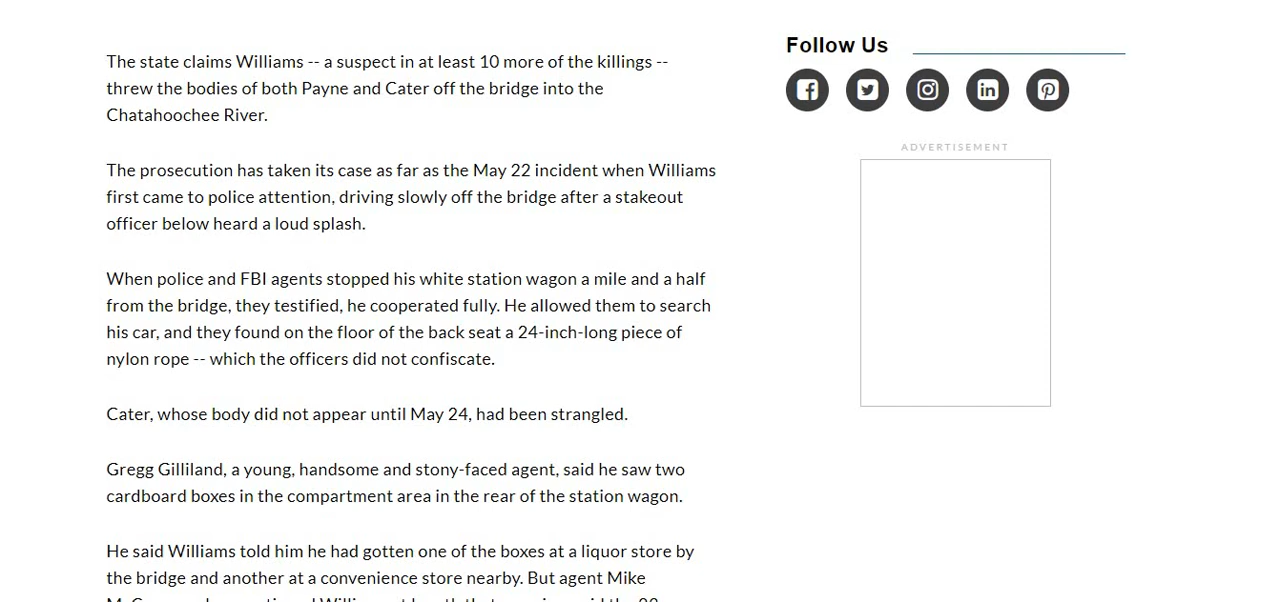 The state claims Williams -- a suspect in at least 10 more of the killings --
threw the bodies of both Payne and Cater off the bridge into the
Chatahoochee River.
The prosecution has taken its case as far as the May 22 incident when Williams
first came to police attention, driving slowly off the bridge after a stakeout
officer below heard a loud splash.
When police and FBI agents stopped his white station wagon a mile and a half
from the bridge, they testified, he cooperated fully. He allowed them to search
his car, and they found on the floor of the back seat a 24-inch-long piece of
nylon rope -- which the officers did not confiscate.
Cater, whose body did not appear until May 24, had been strangled.
Gregg Gilliland, a young, handsome and stony-faced agent, said he saw two
cardboard boxes in the compartment area in the rear of the station wagon.
He said Williams told him he had gotten one of the boxes at a liquor store by
the bridge and another at a convenience store nearby. But agent Mike
Follow Us
ADVERTISEMENT